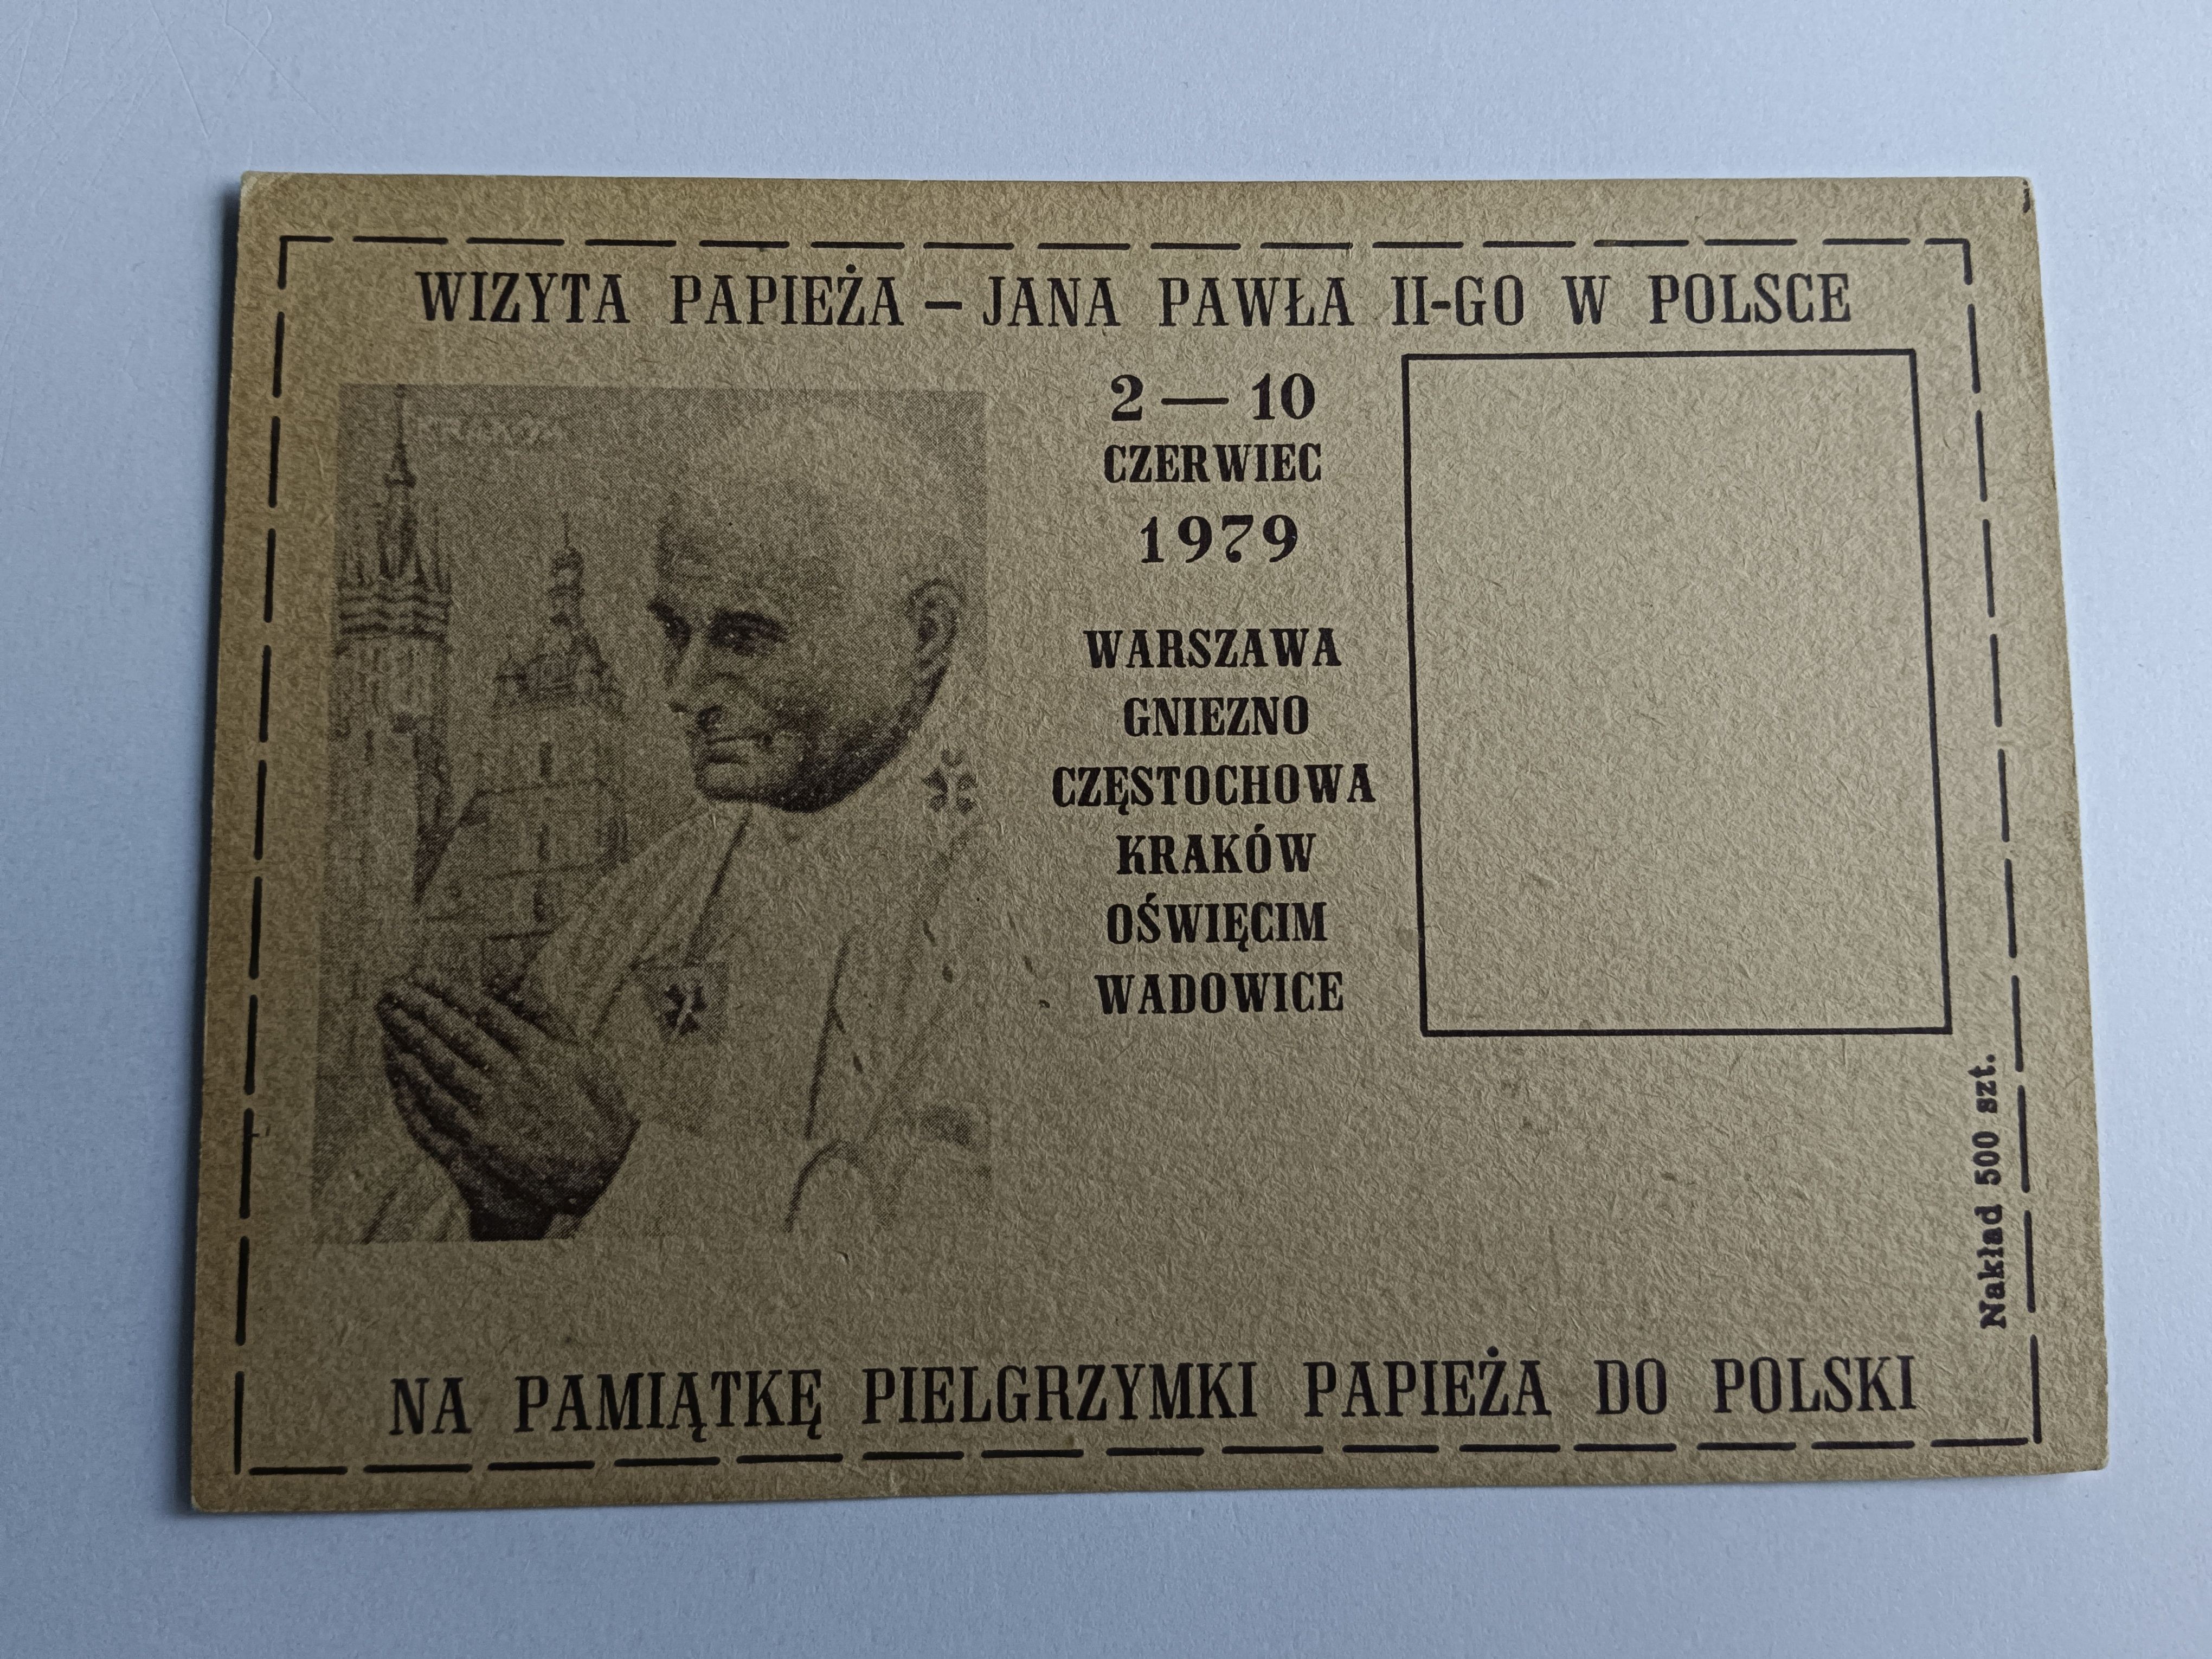 WIZYTA PAPIEŻA – JANA PAWŁA II-GO W POLSCE
KRAKÓW
2 — 10
CZERWIEC
1979
WARSZAWA
GNIEZNO
CZĘSTOCHOWA
KRAKÓW
OŚWIĘCIM
WADOWICE
Nakład 500 szt.
NA PAMIĄTKĘ PIELGRZYMKI PAPIEŻA DO POLSKI